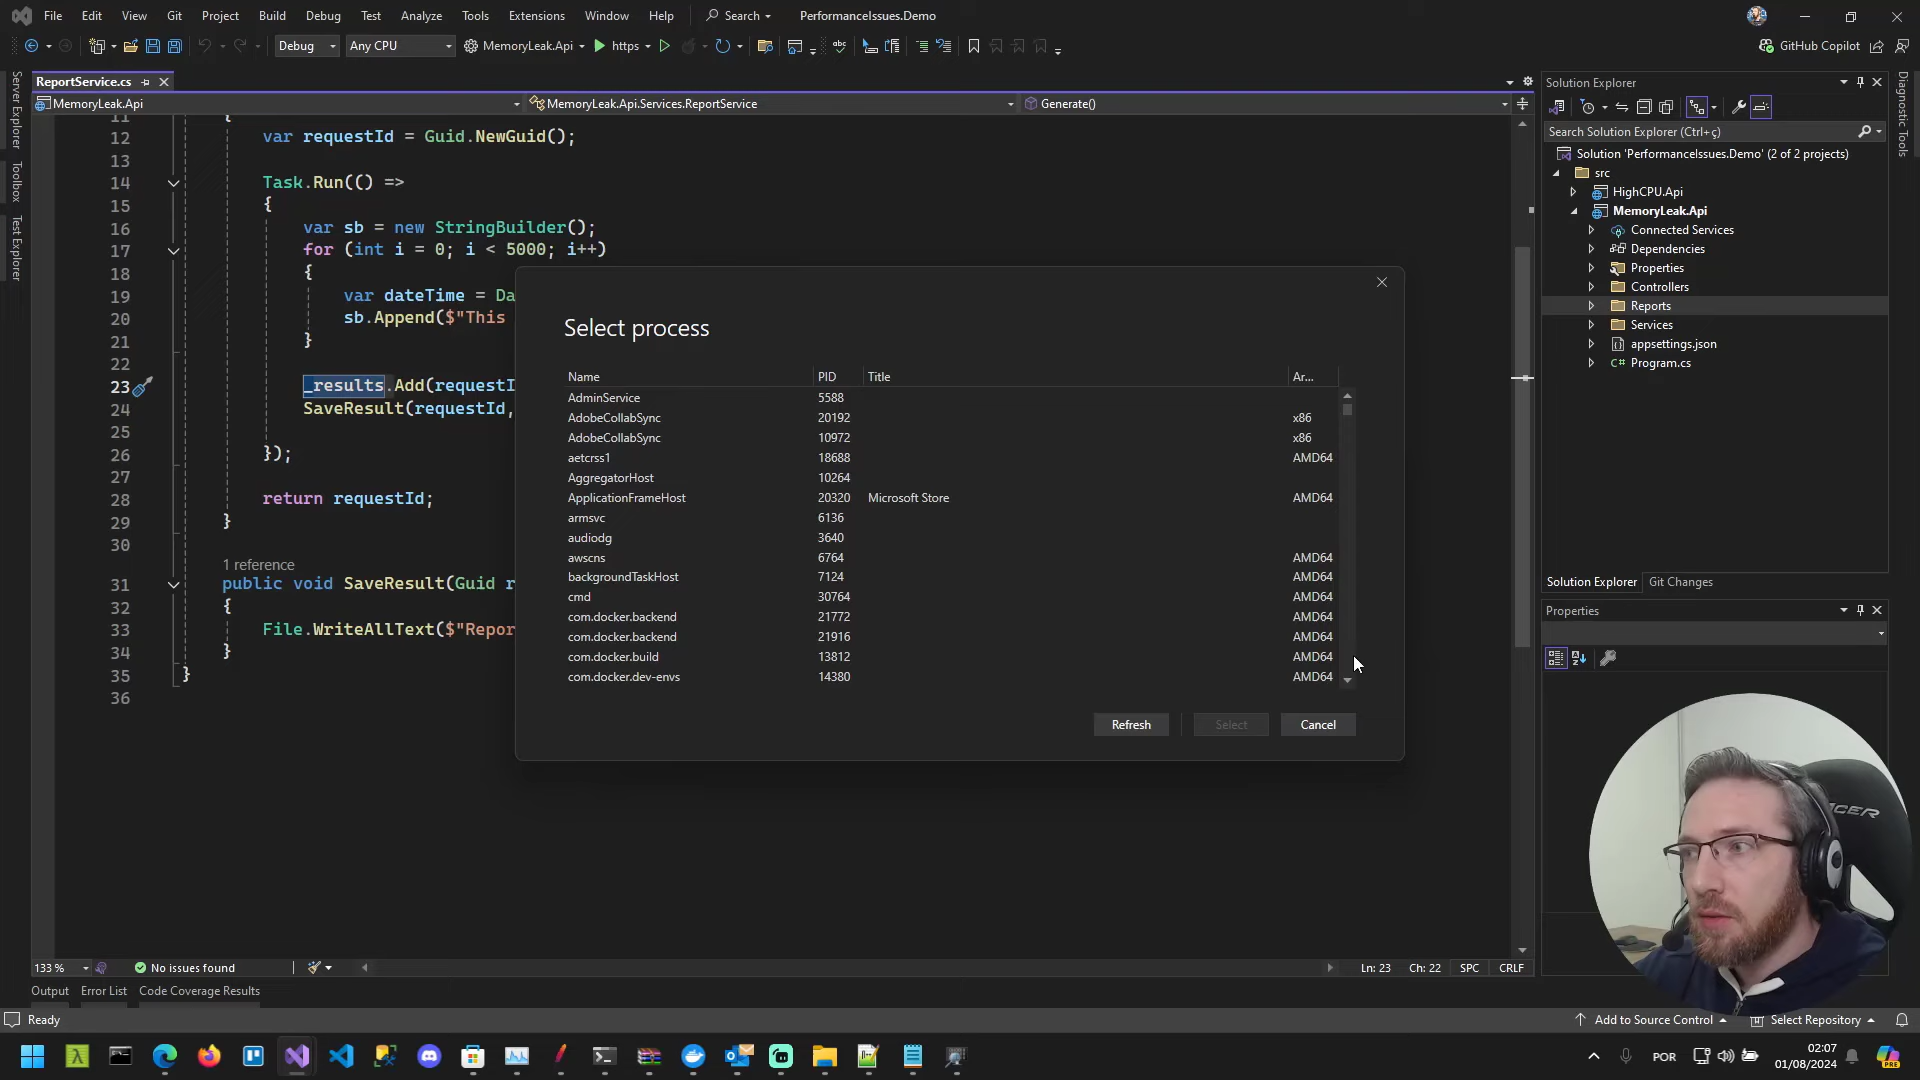 File Edit View Git Project Build Debug Test Analyze Tools Extensions Window Help Search PerformanceIssues.Demo
Debug Any CPU MemoryLeak.Api https GitHub Copilot
Server Explorer
Toolbox
Test Explorer
ReportService.cs
MemoryLeak.Api MemoryLeak.Api.Services.ReportService Generate()
11 {
12 var requestId = Guid.NewGuid();
13
14 Task.Run(() =>
15 {
16 var sb = new StringBuilder();
17 for (int i = 0; i < 5000; i++)
18 {
19 var dateTime = Da
20 sb.Append($"This
21 }
22
23 _results.Add(requestI
24 SaveResult(requestId,
25
26 });
27
28 return requestId;
29 }
30
1 reference
31 public void SaveResult(Guid r
32 {
33 File.WriteAllText($"Repor
34 }
35 }
36
Select process
Name PID Title Ar...
AdminService 5588
AdobeCollabSync 20192 x86
AdobeCollabSync 10972 x86
aetcrss1 18688 AMD64
AggregatorHost 10264
ApplicationFrameHost 20320 Microsoft Store AMD64
armsvc 6136
audiodg 3640
awscns 6764 AMD64
backgroundTaskHost 7124 AMD64
cmd 30764 AMD64
com.docker.backend 21772 AMD64
com.docker.backend 21916 AMD64
com.docker.build 13812 AMD64
com.docker.dev-envs 14380 AMD64
Refresh Select Cancel
Solution Explorer
Search Solution Explorer (Ctrl+ç)
Solution 'PerformanceIssues.Demo' (2 of 2 projects)
src
HighCPU.Api
MemoryLeak.Api
Connected Services
Dependencies
Properties
Controllers
Reports
Services
appsettings.json
C# Program.cs
Solution Explorer Git Changes
Properties
Diagnostic Tools
133 % No issues found Ln: 23 Ch: 22 SPC CRLF
Output Error List Code Coverage Results
Ready Add to Source Control Select Repository
POR 02:07
01/08/2024
PRE